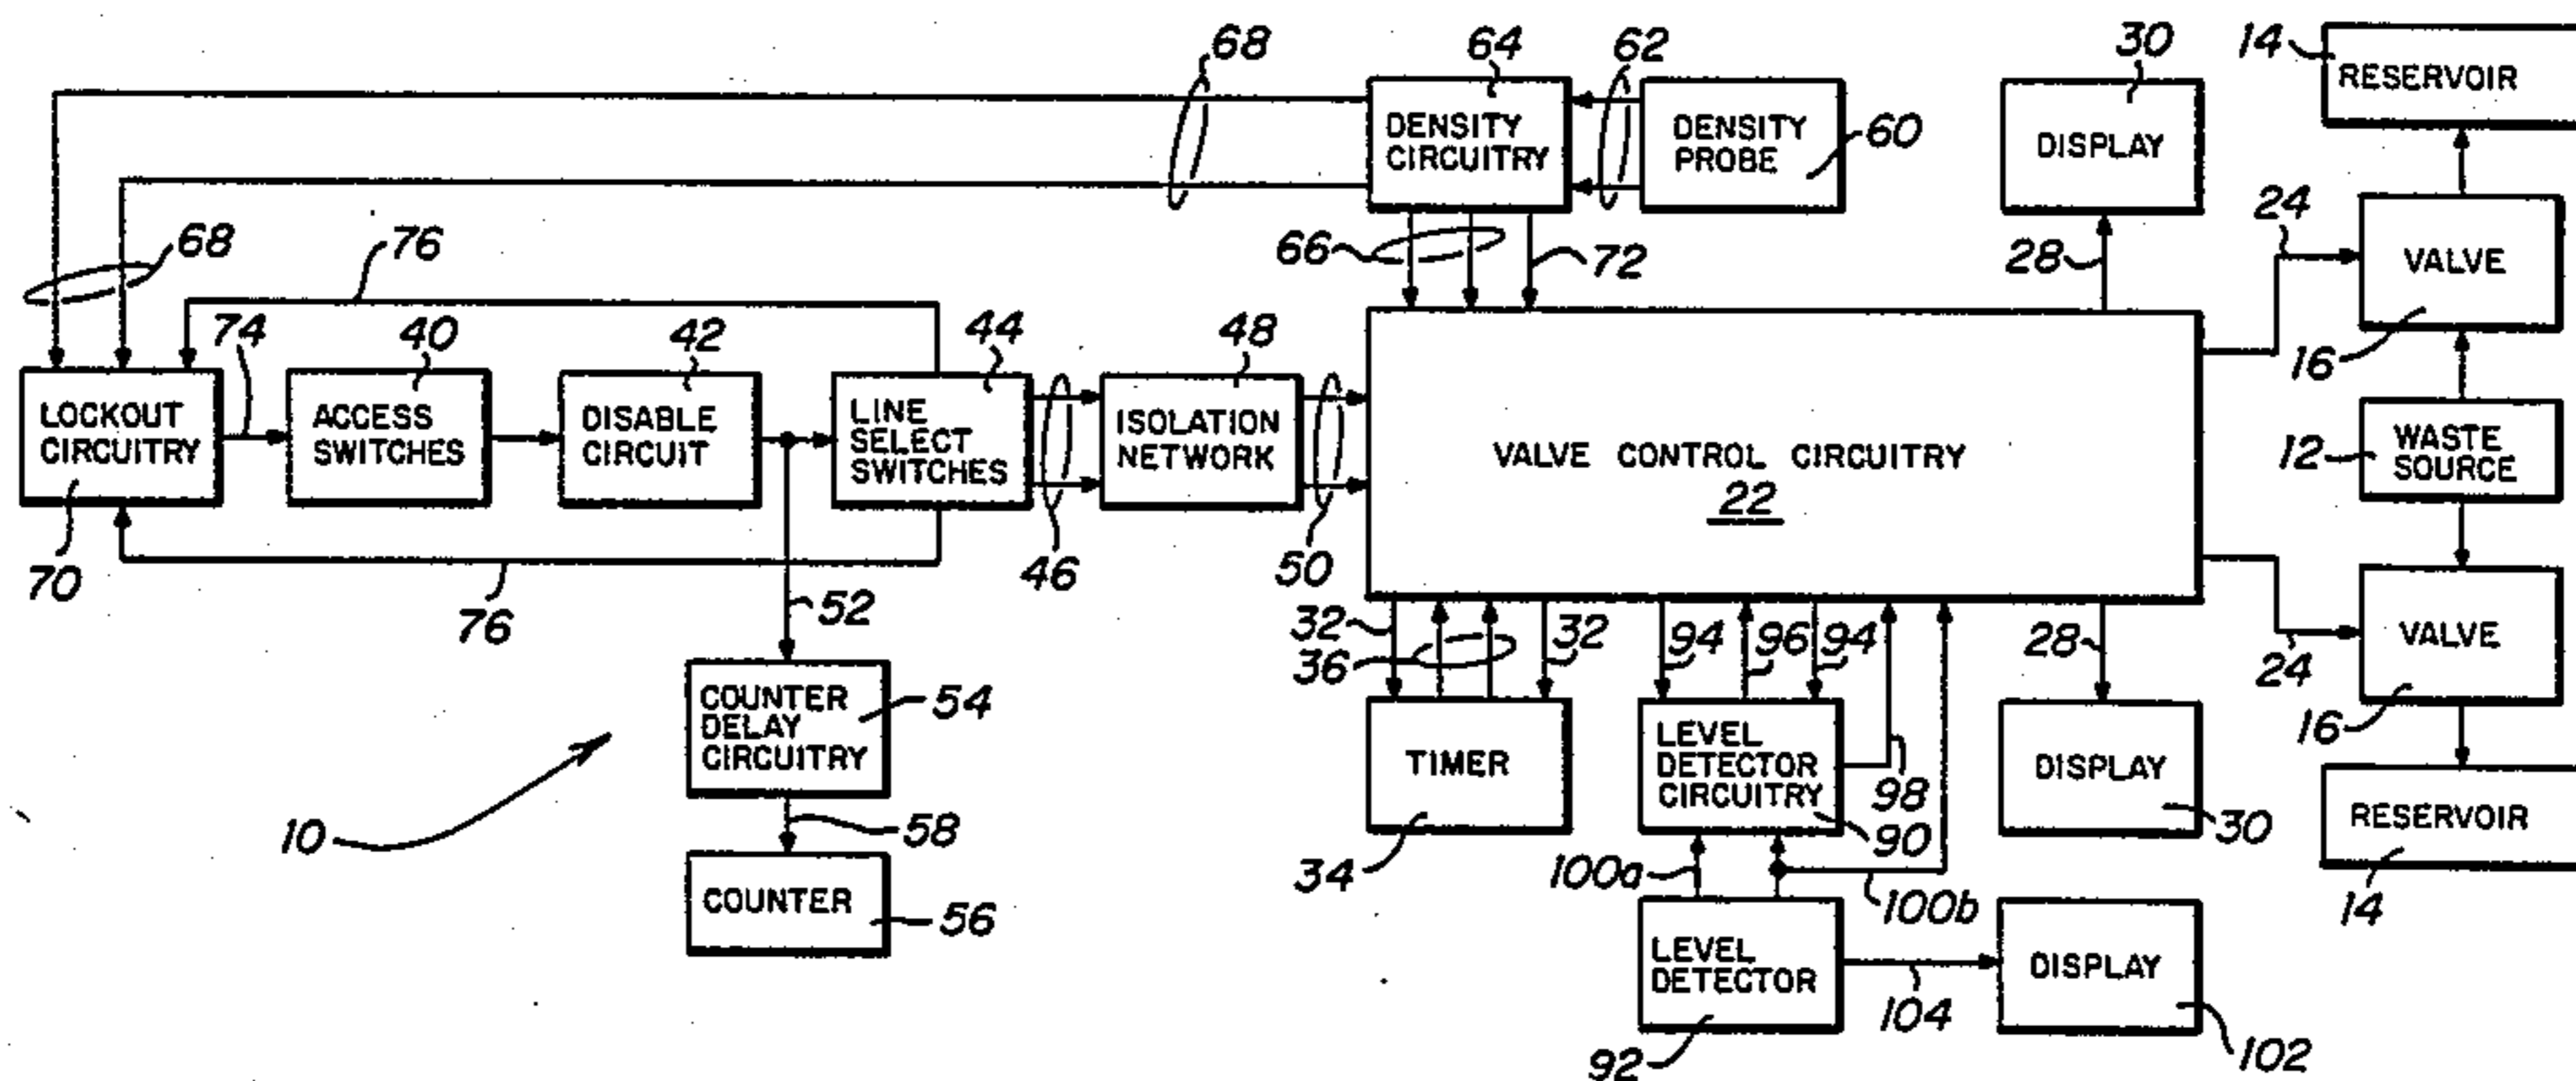 68
64
62
30
14
RESERVOIR
DENSITY
CIRCUITRY
DENSITY
PROBE
60
DISPLAY
68
76
66
72
28
24
VALVE
16
74
40
42
44
48
LOCKOUT
CIRCUITRY
ACCESS
SWITCHES
DISABLE
CIRCUIT
LINE
SELECT
SWITCHES
ISOLATION
NETWORK
VALVE CONTROL CIRCUITRY
22
12
WASTE
SOURCE
70
76
52
46
50
32
36
32
94
96
94
28
24
VALVE
16
COUNTER
DELAY
CIRCUITRY
54
TIMER
34
LEVEL
DETECTOR
CIRCUITRY
90
98
DISPLAY
30
RESERVOIR
14
10
58
COUNTER
56
100a
100b
LEVEL
DETECTOR
92
104
DISPLAY
102